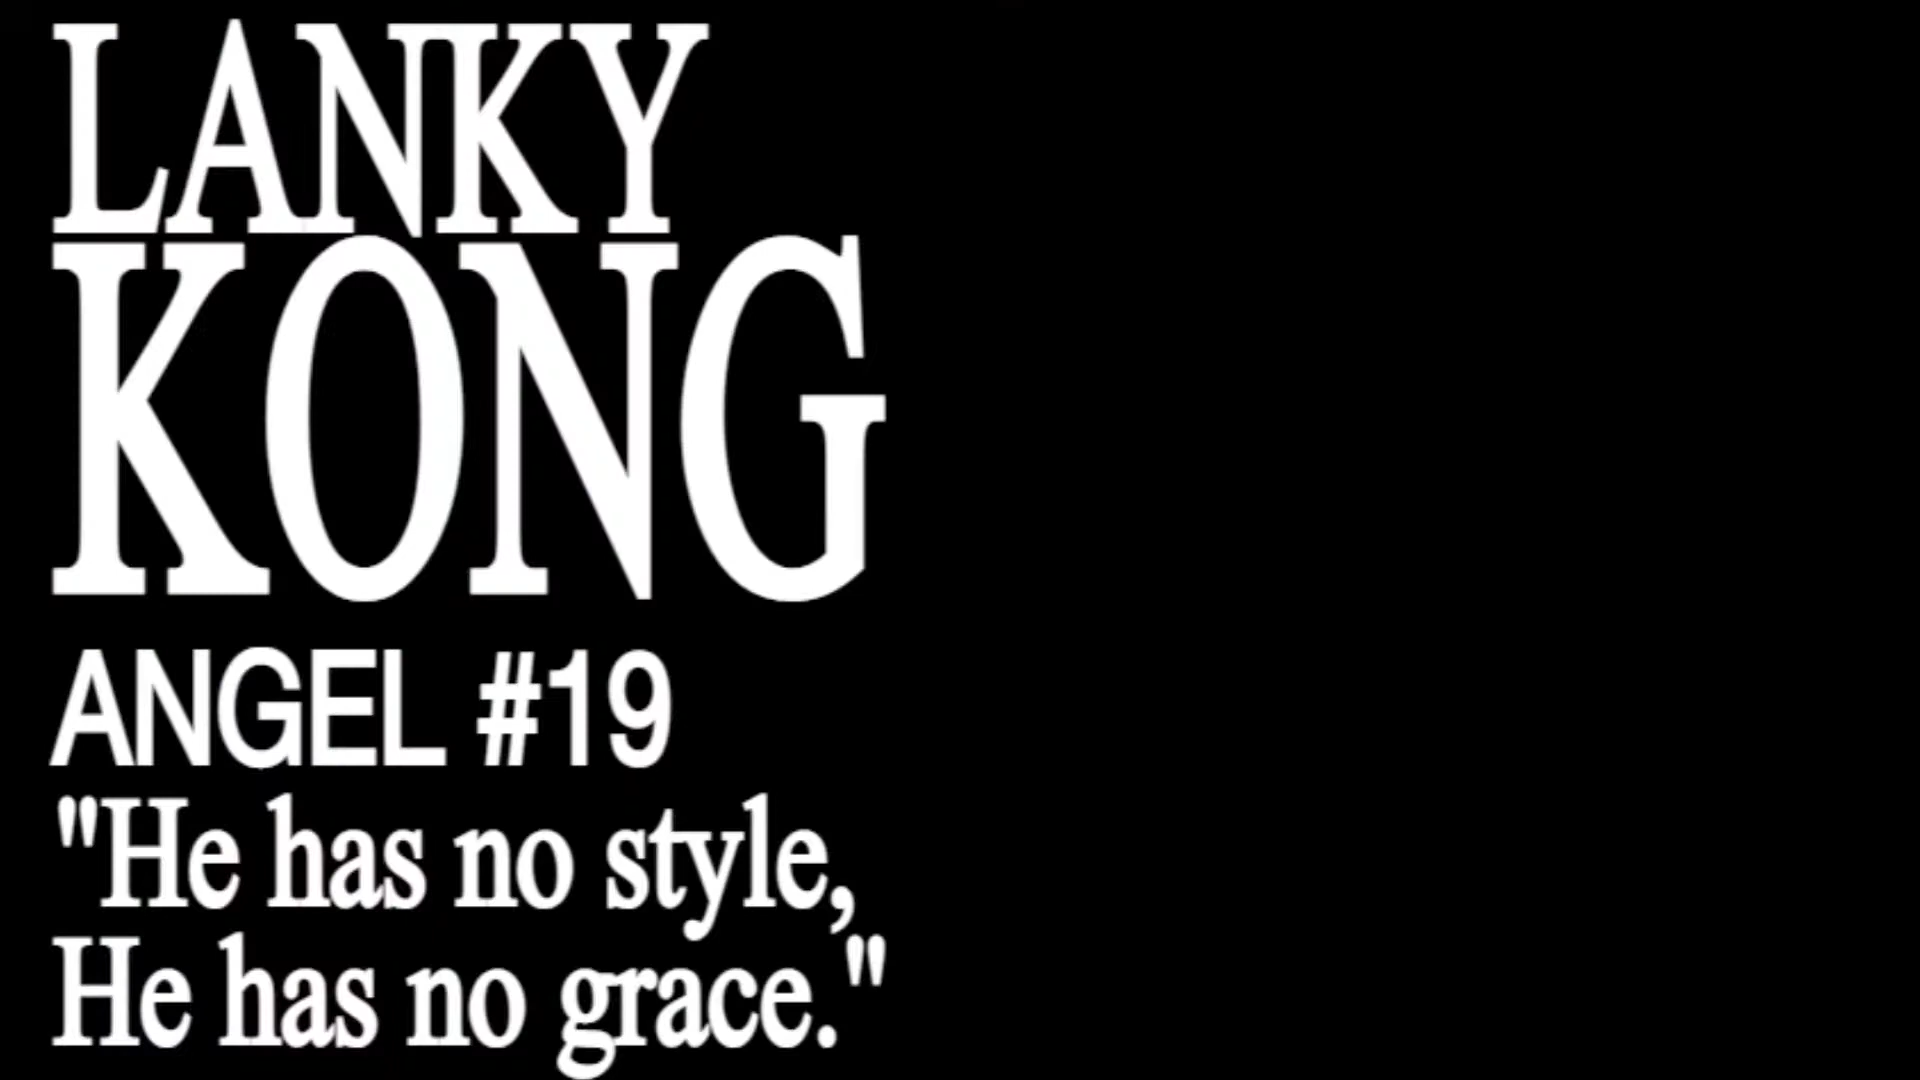 LANKY
KONG
ANGEL #19
"He has no style,
He has no grace."